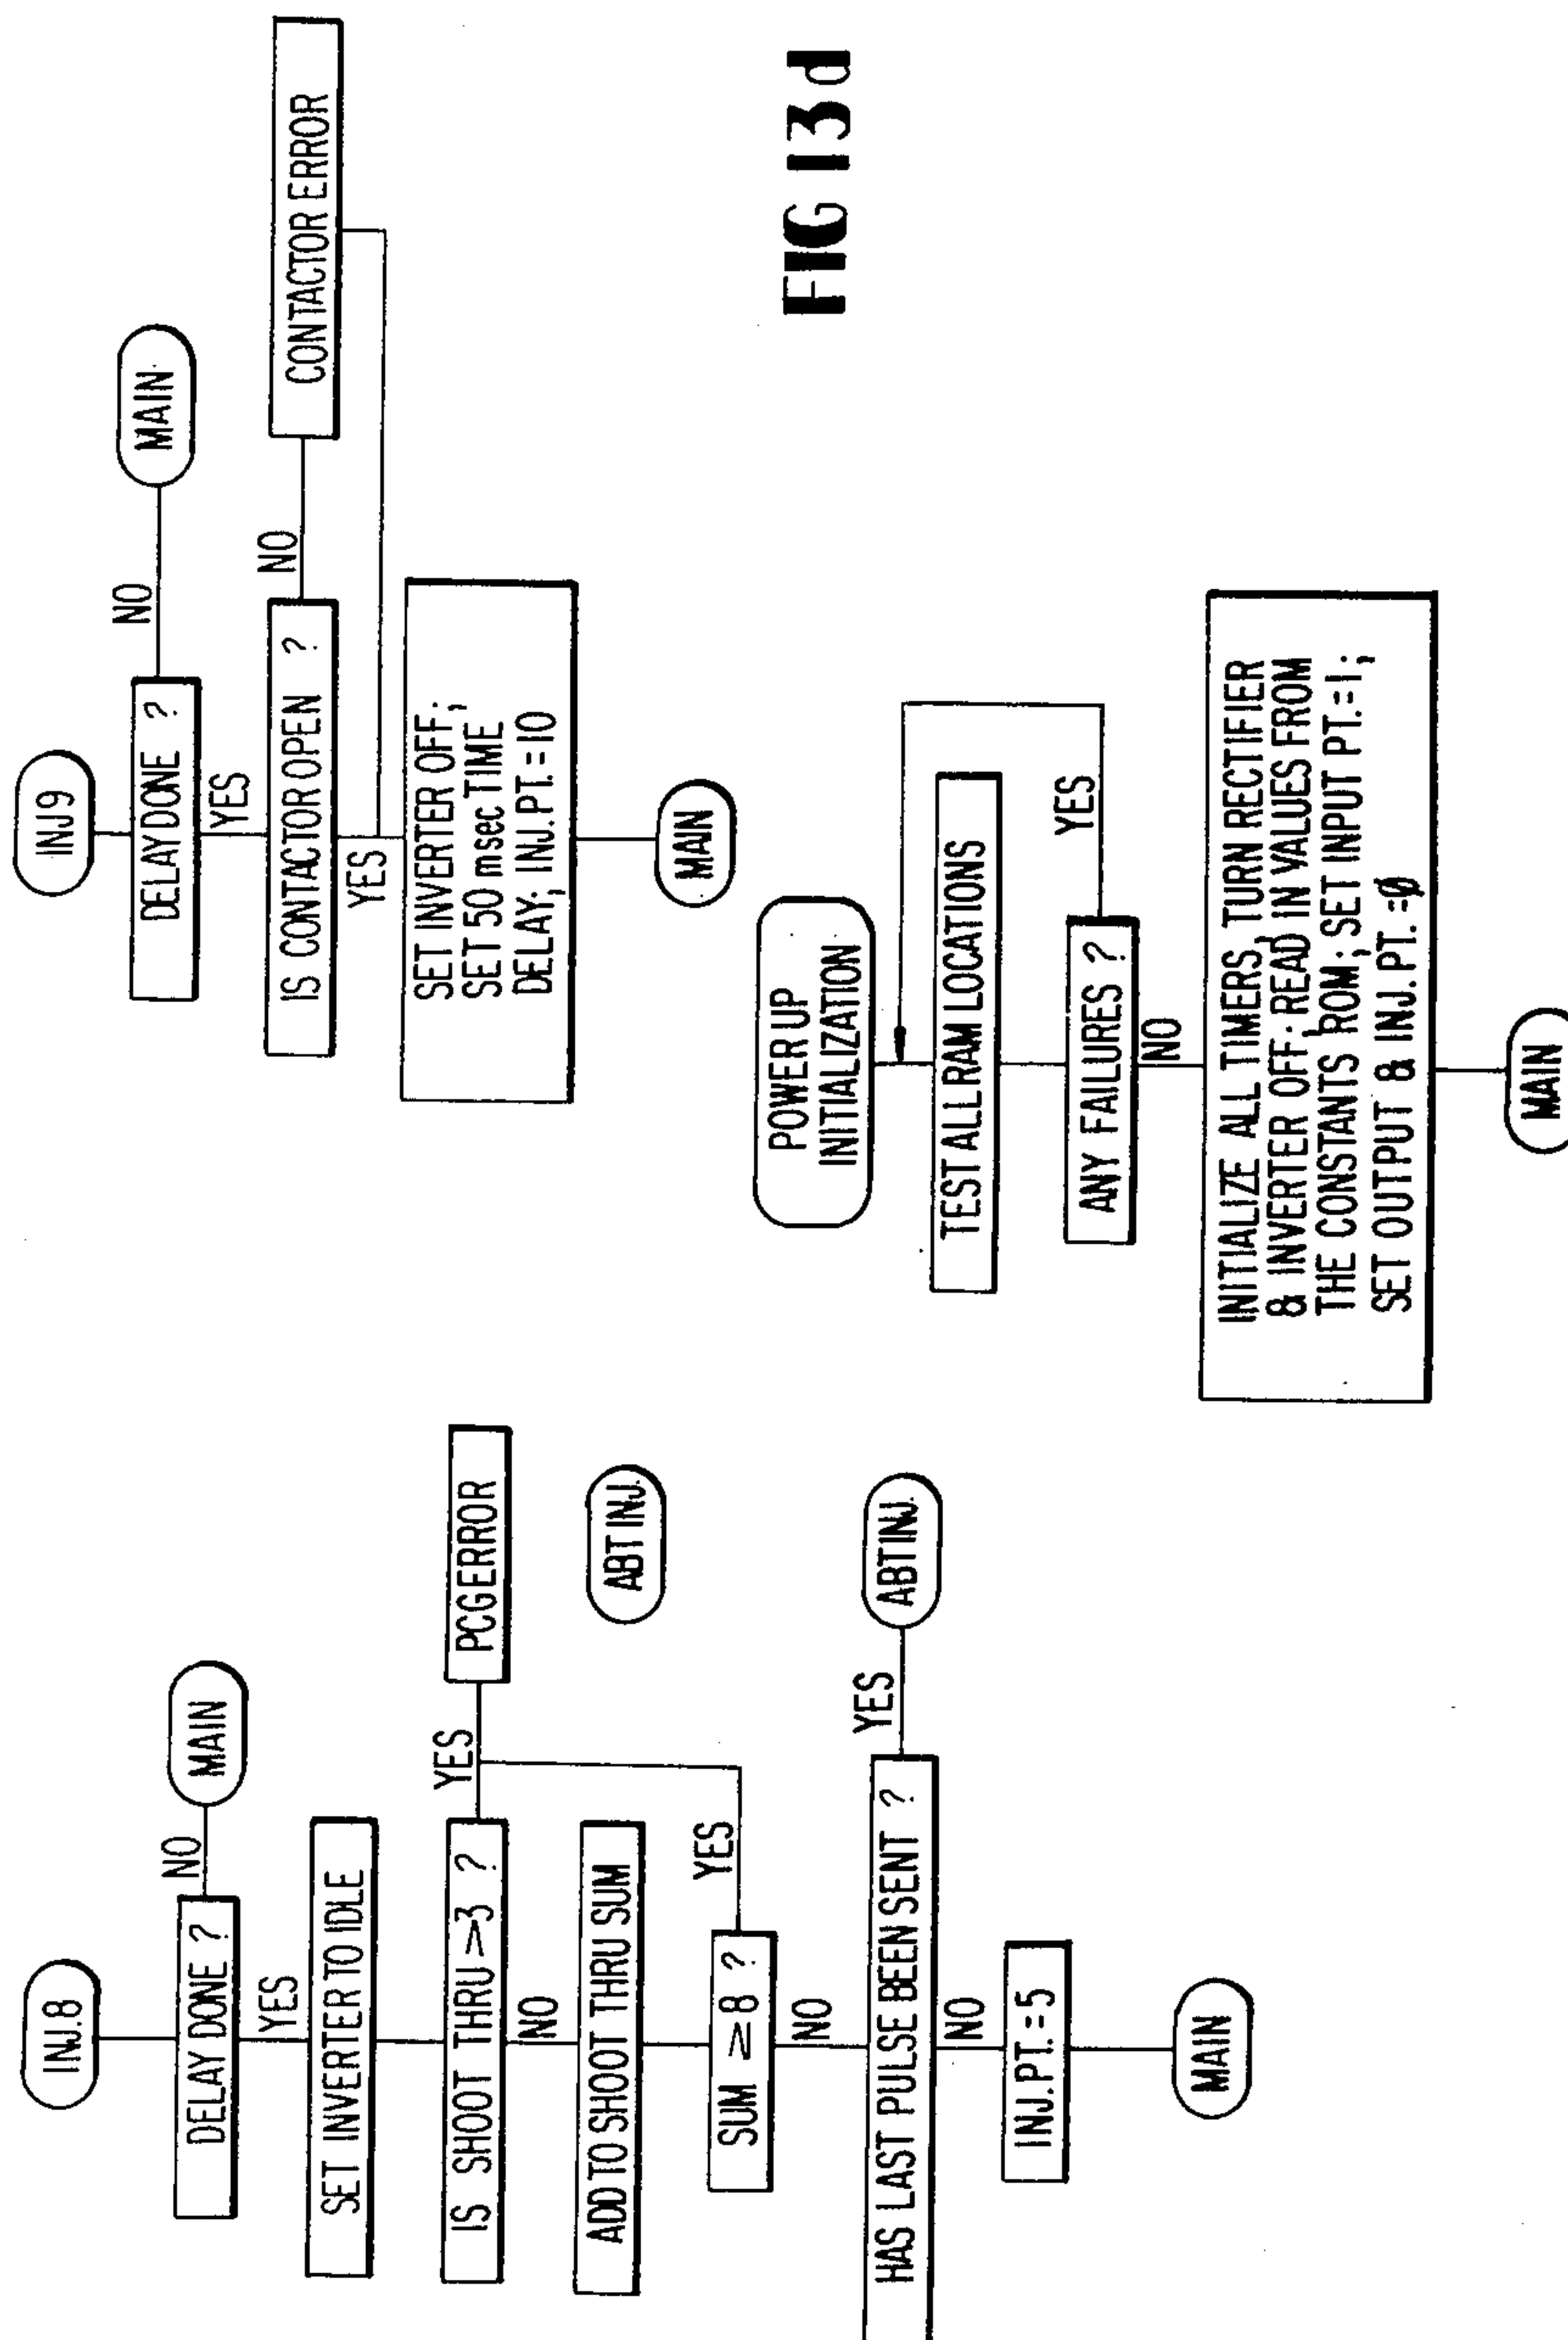 INJ.8
DELAY DONE ?
NO
MAIN
YES
SET INVERTER TO IDLE
IS SHOOT THRU >3 ?
YES
PCGERROR
NO
ADD TO SHOOT THRU SUM
ABT INJ.
SUM ≥8 ?
YES
NO
HAS LAST PULSE BEEN SENT ?
YES
ABTINJ.
NO
INJ.PT.=5
MAIN
INJ9
DELAY DONE ?
NO
MAIN
YES
IS CONTACTOR OPEN ?
NO
CONTACTOR ERROR
YES
SET INVERTER OFF;
SET 50 msec TIME
DELAY; INJ.PT.=10
MAIN
POWER UP
INITIALIZATION
TEST ALL RAM LOCATIONS
ANY FAILURES ?
YES
NO
INITIALIZE ALL TIMERS, TURN RECTIFIER
& INVERTER OFF; READ IN VALUES FROM
THE CONSTANTS ROM; SET INPUT PT.=1;
SET OUTPUT & INJ.PT.=Ø
MAIN
FIG 13d